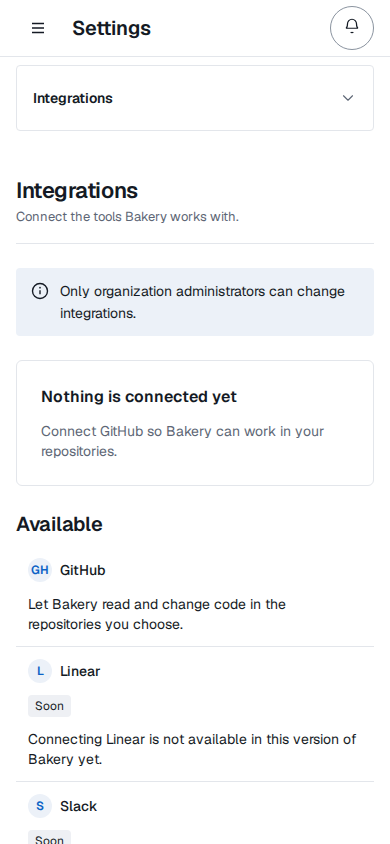 Settings
Integrations
Integrations
Connect the tools Bakery works with.
Only organization administrators can change
integrations.
Nothing is connected yet
Connect GitHub so Bakery can work in your
repositories.
Available
GH GitHub
Let Bakery read and change code in the
repositories you choose.
L Linear
Soon
Connecting Linear is not available in this version of
Bakery yet.
S Slack
Soon